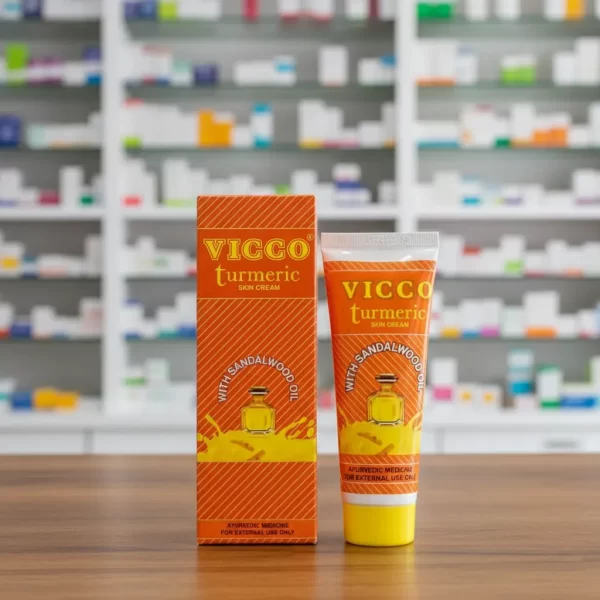 VICCO®
turmeric
SKIN CREAM
WITH SANDALWOOD OIL
AYURVEDIC MEDICINE
FOR EXTERNAL USE ONLY
VICCO
turmeric
SKIN CREAM
WITH SANDALWOOD OIL
AYURVEDIC MEDICINE
FOR EXTERNAL USE ONLY